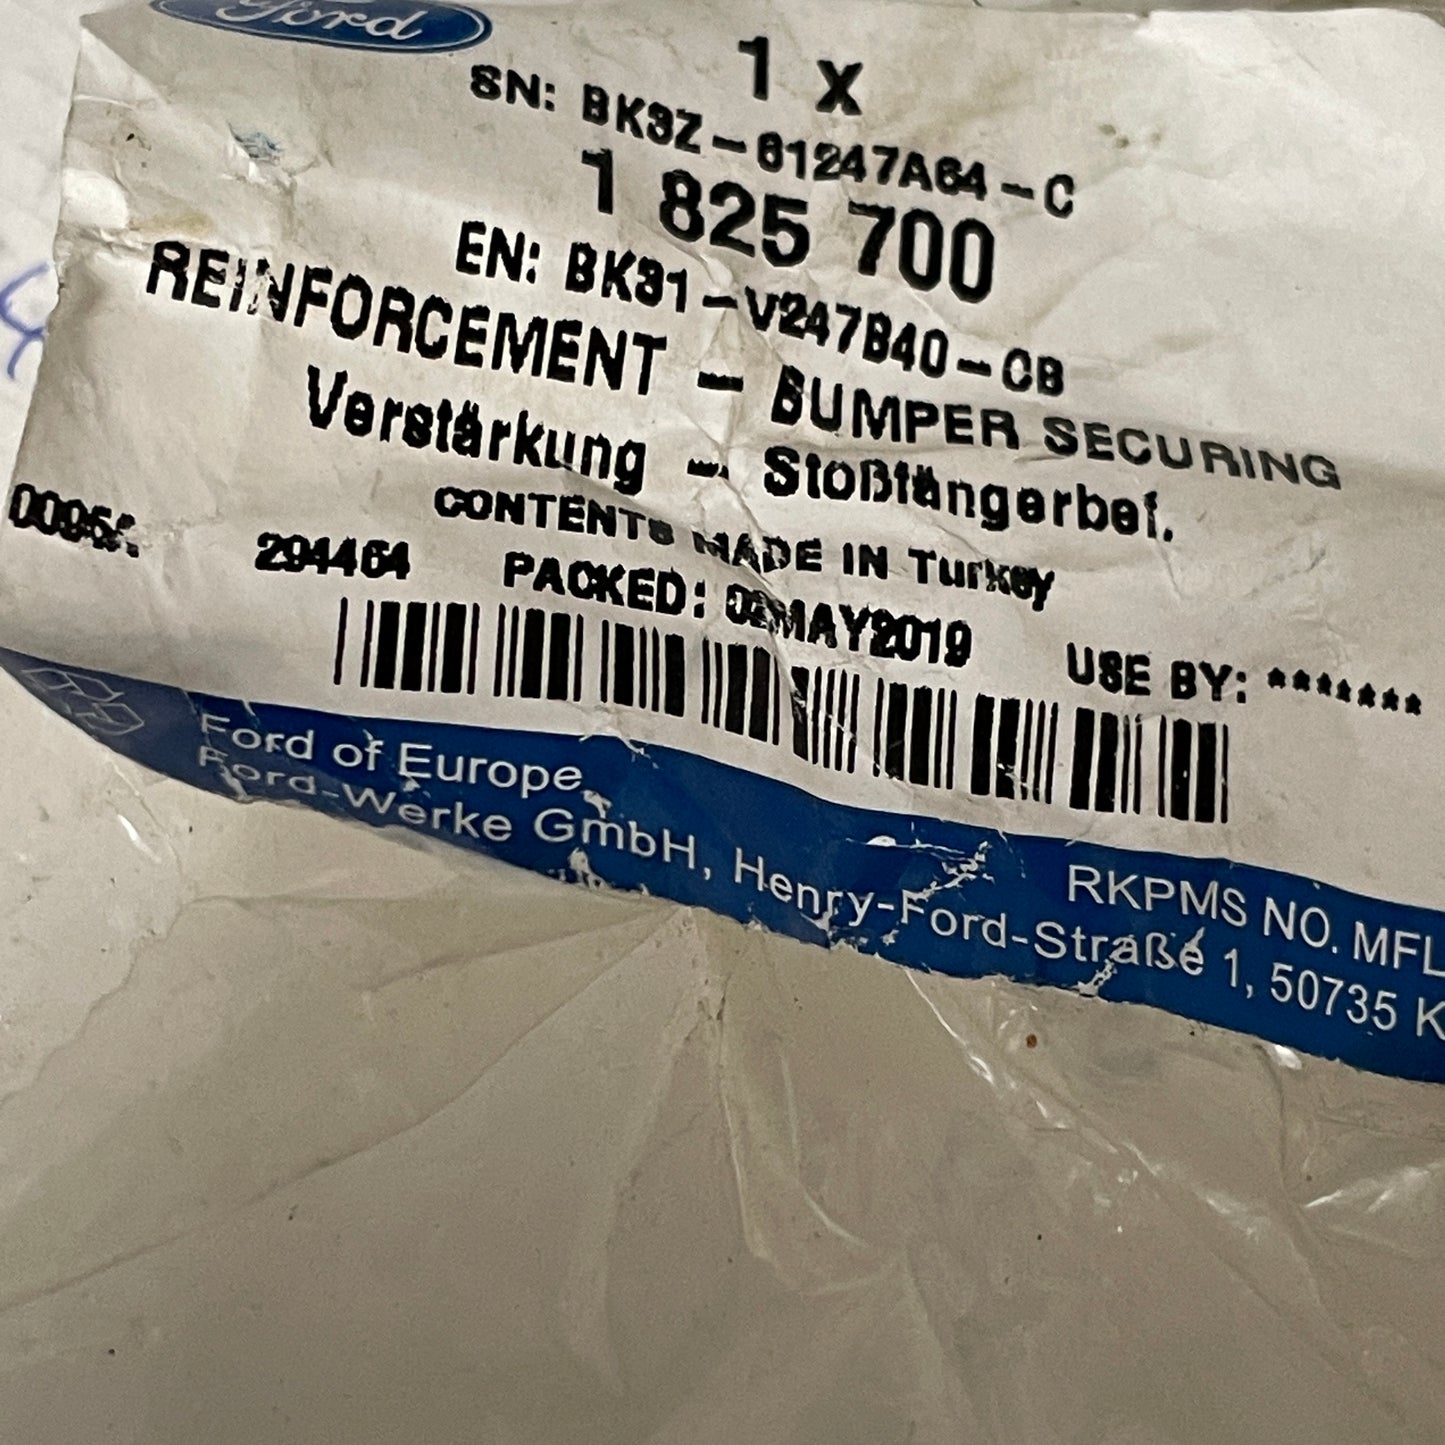 Ford
1 x
SN: BK3Z-61247A64-C
1 825 700
EN: BK31-V247B40-CB
REINFORCEMENT - BUMPER SECURING
Verstärkung - Stoßfängerbef.
CONTENTS MADE IN Turkey
294464 PACKED: MAY2019 USE BY: *******
Ford of Europe,
RKPMS NO. MFL
Ford-Werke GmbH, Henry-Ford-Straße 1, 50735 K